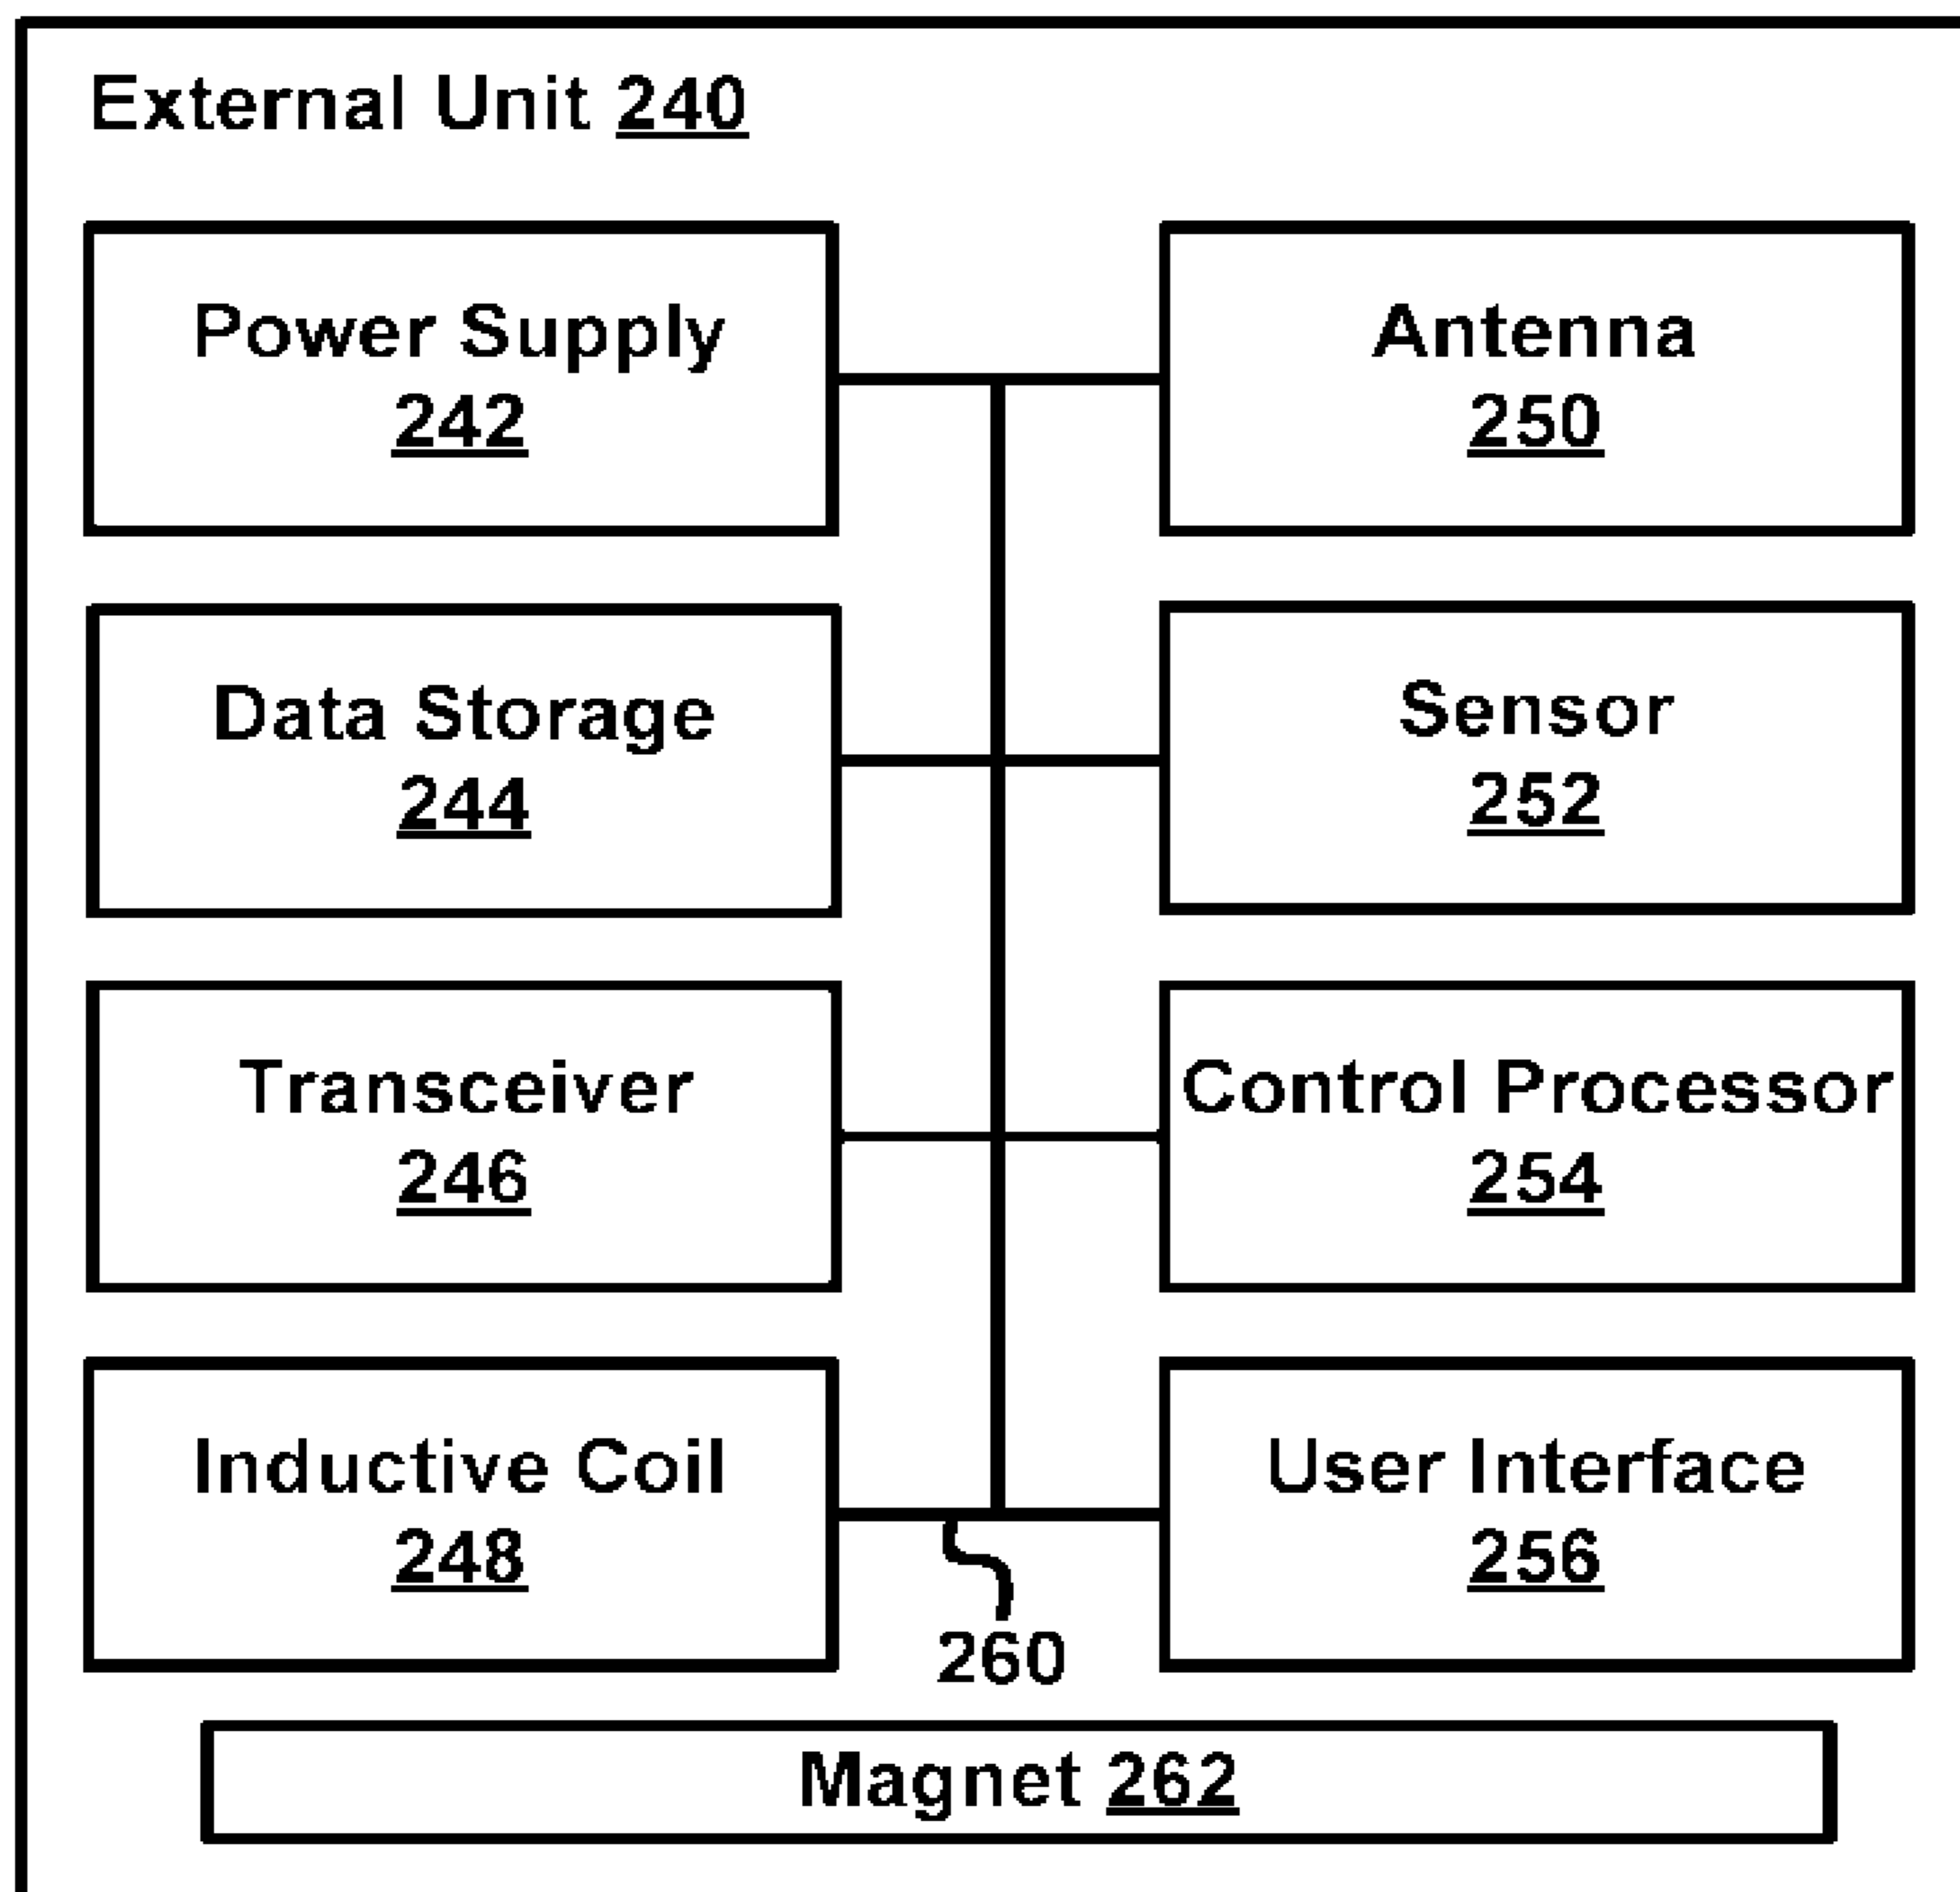 External Unit 240
Power Supply
242
Antenna
250
Data Storage
244
Sensor
252
Transceiver
246
Control Processor
254
Inductive Coil
248
User Interface
256
260
Magnet 262